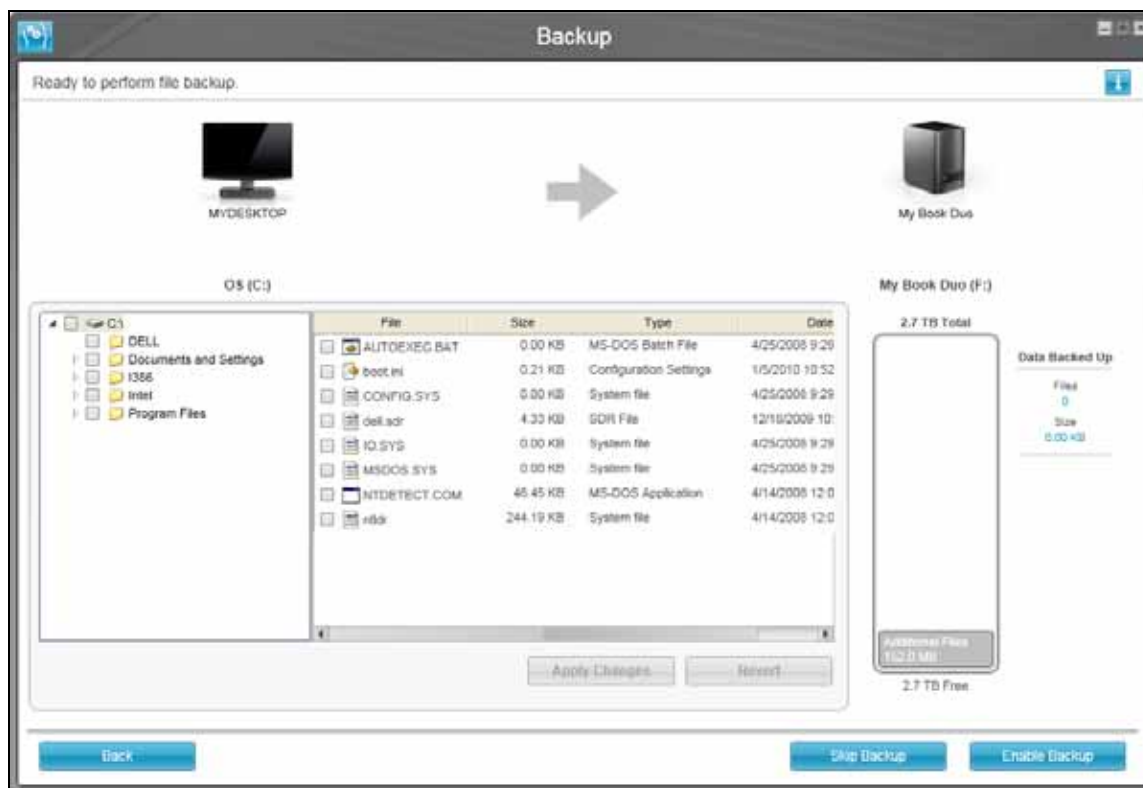 Backup
Ready to perform file backup.
MYDESKTOP
My Book Duo
OS (C:)
My Book Duo (F:)
C:\
DELL
Documents and Settings
I386
Intel
Program Files
File Size Type Date
AUTOEXEC.BAT 0.00 KB MS-DOS Batch File 4/25/2008 9:29
boot.ini 0.21 KB Configuration Settings 1/5/2010 10:52
CONFIG.SYS 0.00 KB System file 4/25/2008 9:29
dell.sdr 4.33 KB SDR File 12/18/2009 10:
IO.SYS 0.00 KB System file 4/25/2008 9:29
MSDOS.SYS 0.00 KB System file 4/25/2008 9:29
NTDETECT.COM 46.45 KB MS-DOS Application 4/14/2008 12:0
ntldr 244.19 KB System file 4/14/2008 12:0
Apply Changes
Revert
2.7 TB Total
Additional Files
152.0 MB
2.7 TB Free
Data Backed Up
Files
0
Size
0.00 KB
Back
Skip Backup
Enable Backup